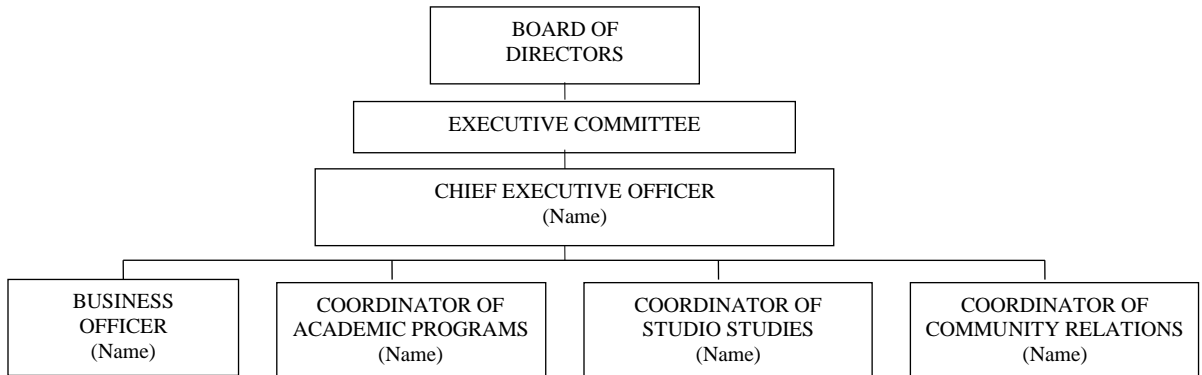 BOARD OF
DIRECTORS
EXECUTIVE COMMITTEE
CHIEF EXECUTIVE OFFICER
(Name)
BUSINESS
OFFICER
(Name)
COORDINATOR OF
ACADEMIC PROGRAMS
(Name)
COORDINATOR OF
STUDIO STUDIES
(Name)
COORDINATOR OF
COMMUNITY RELATIONS
(Name)